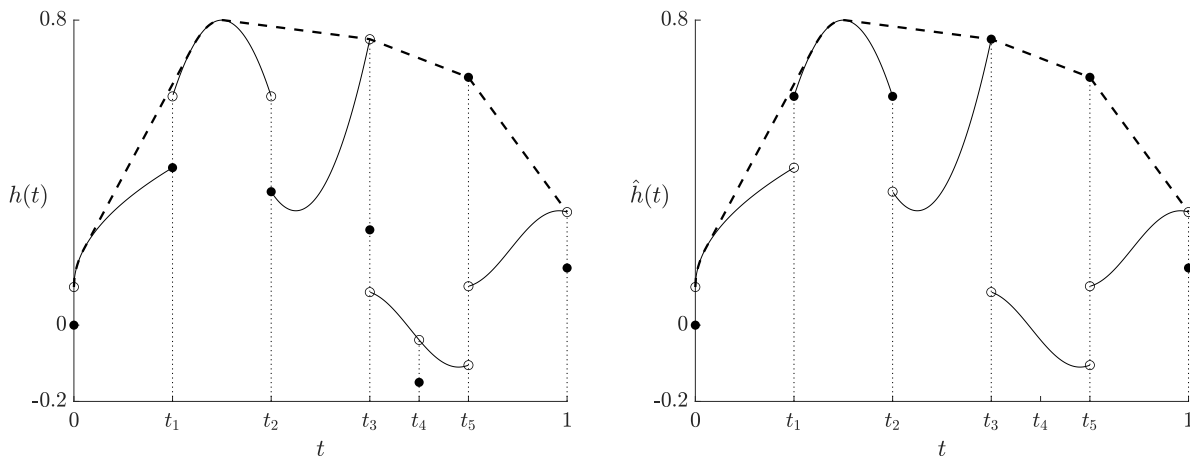 0.8
h(t)
0
-0.2
0 t₁ t₂ t₃ t₄ t₅ 1
t
0.8
ĥ(t)
0
-0.2
0 t₁ t₂ t₃ t₄ t₅ 1
t